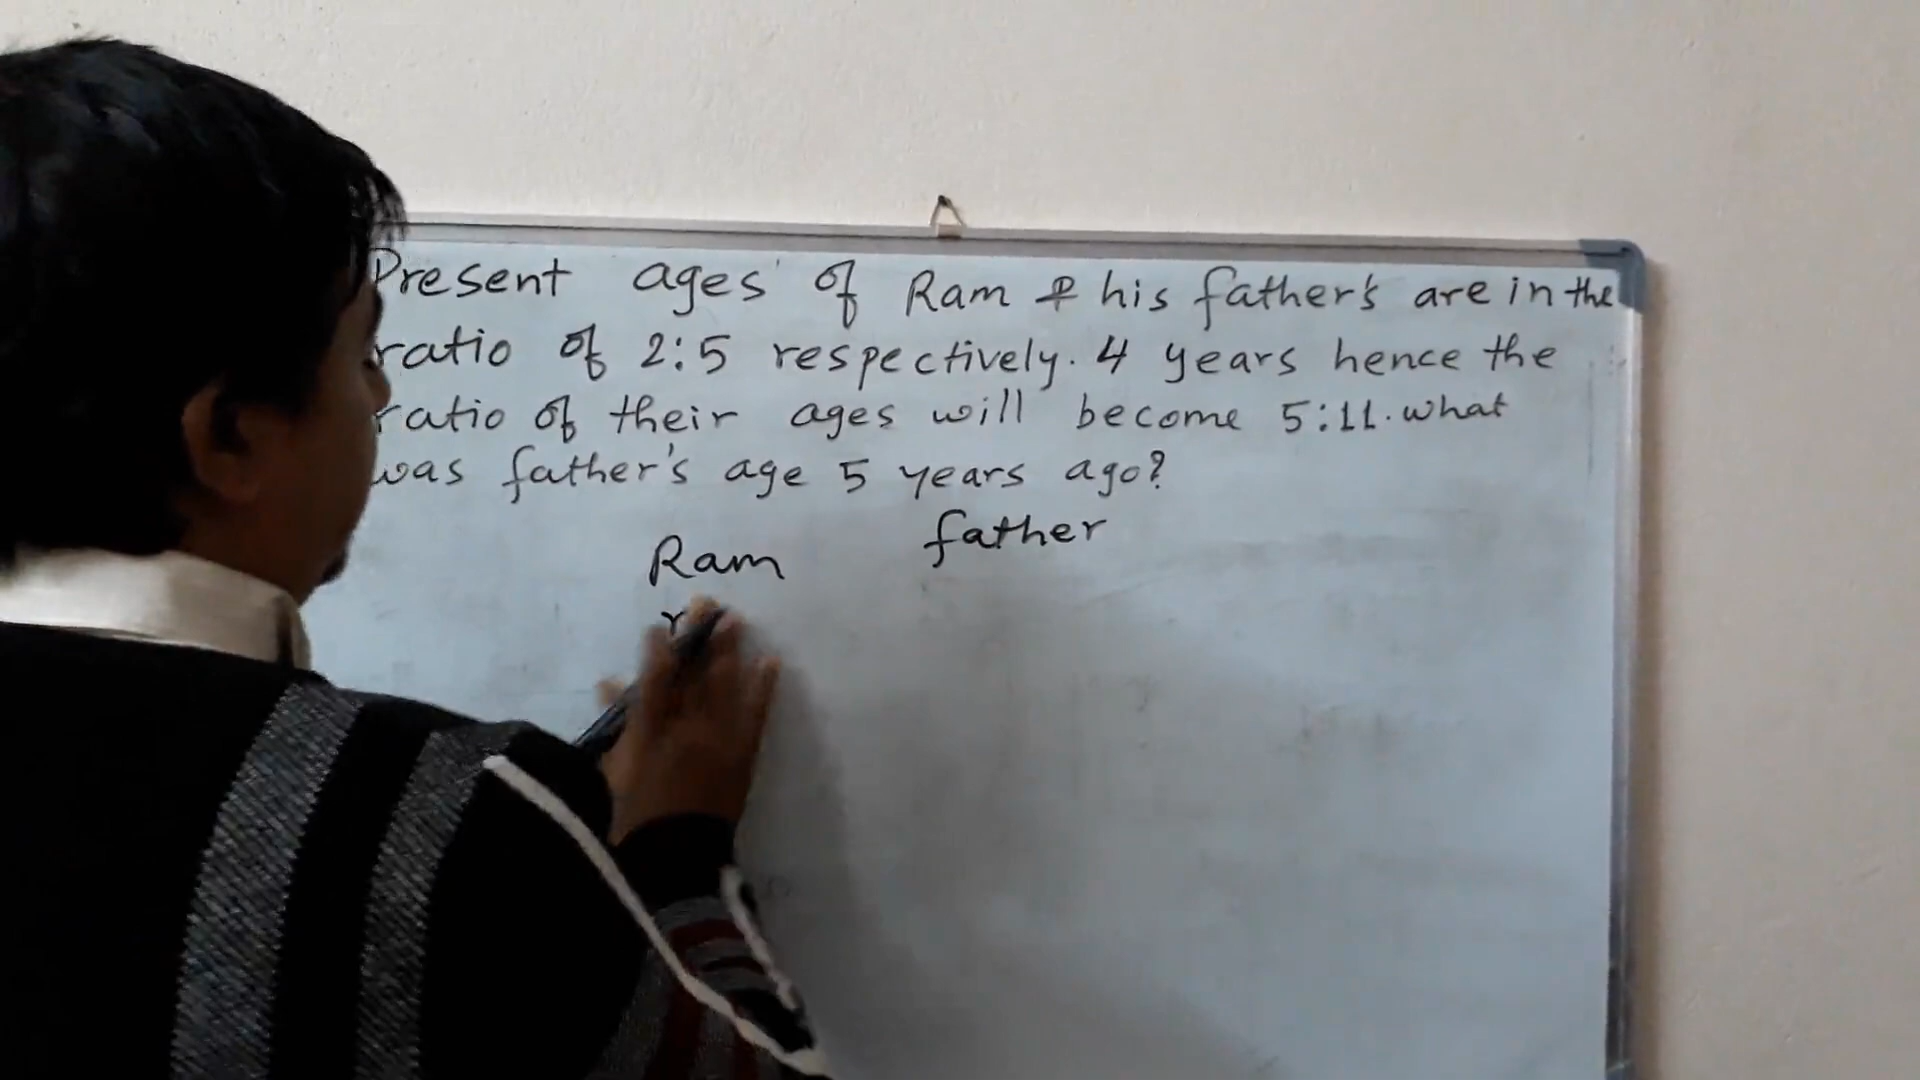 Present ages of Ram & his father's are in the
ratio of 2:5 respectively. 4 years hence the
ratio of their ages will become 5:11. what
was father's age 5 years ago?
Ram father